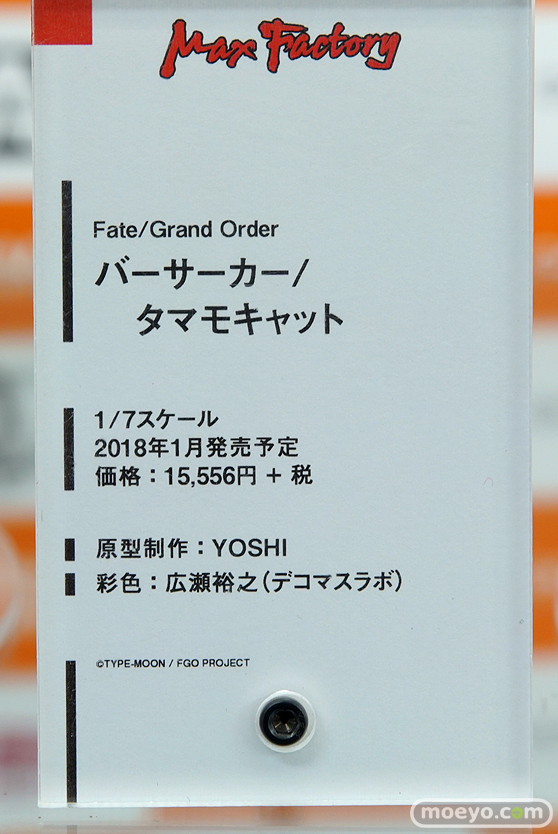 Max Factory
Fate/Grand Order
バーサーカー/
タマモキャット
1/7スケール
2018年1月発売予定
価格：15,556円 + 税
原型制作：YOSHI
彩色：広瀬裕之(デコマスラボ)
©TYPE-MOON / FGO PROJECT
moeyo.com